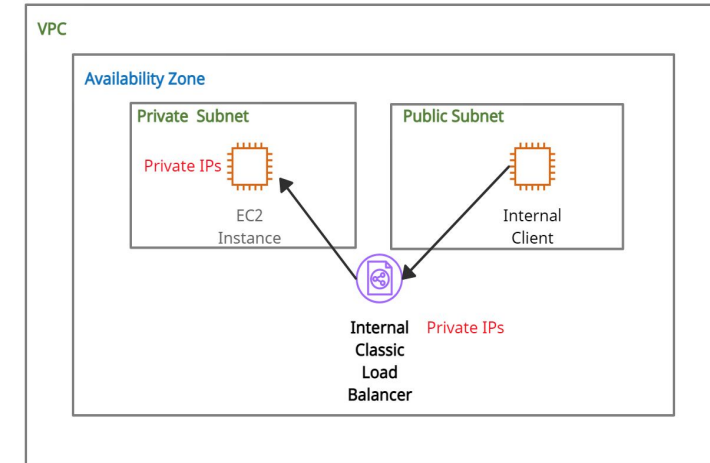 VPC
Availability Zone
Private Subnet
Public Subnet
Private IPs
EC2
Instance
Internal
Client
Internal
Classic
Load
Balancer
Private IPs